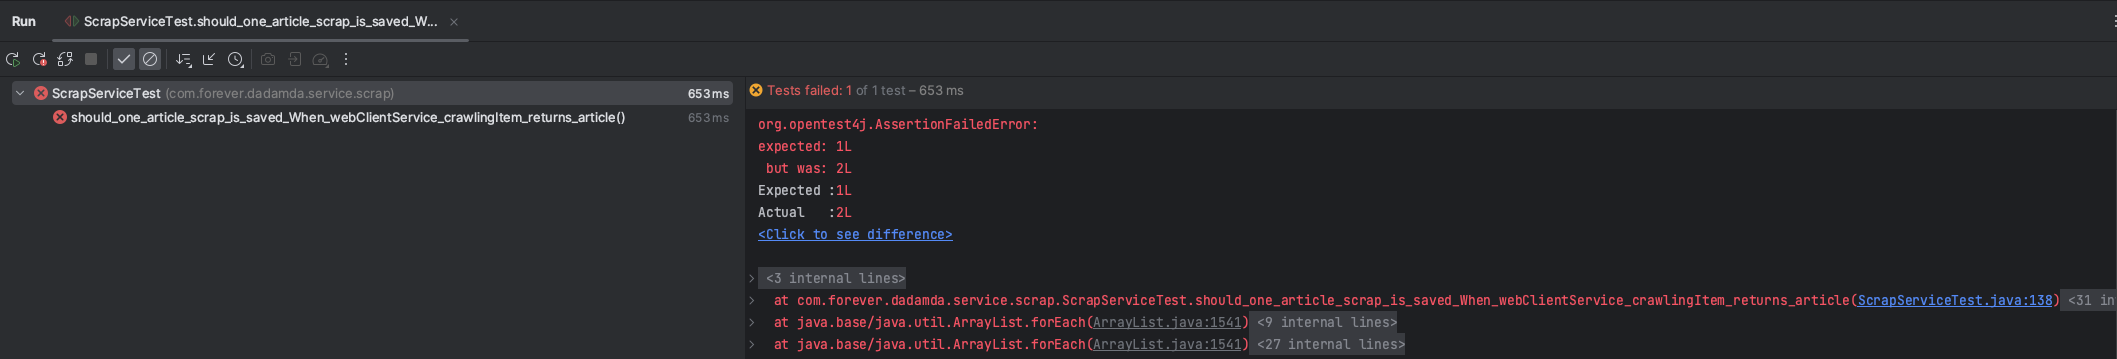 Run
ScrapServiceTest.should_one_article_scrap_is_saved_W...
ScrapServiceTest (com.forever.dadamda.service.scrap) 653 ms
should_one_article_scrap_is_saved_When_webClientService_crawlingItem_returns_article() 653 ms
Tests failed: 1 of 1 test – 653 ms
org.opentest4j.AssertionFailedError:
expected: 1L
but was: 2L
Expected :1L
Actual :2L
<Click to see difference>
<3 internal lines>
at com.forever.dadamda.service.scrap.ScrapServiceTest.should_one_article_scrap_is_saved_When_webClientService_crawlingItem_returns_article(ScrapServiceTest.java:138) <31 in
at java.base/java.util.ArrayList.forEach(ArrayList.java:1541) <9 internal lines>
at java.base/java.util.ArrayList.forEach(ArrayList.java:1541) <27 internal lines>